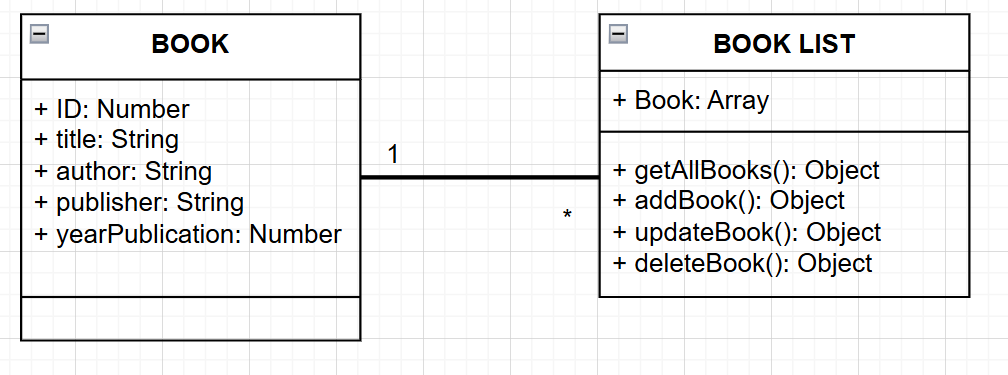 BOOK
+ ID: Number
+ title: String
+ author: String
+ publisher: String
+ yearPublication: Number
1
*
BOOK LIST
+ Book: Array
+ getAllBooks(): Object
+ addBook(): Object
+ updateBook(): Object
+ deleteBook(): Object